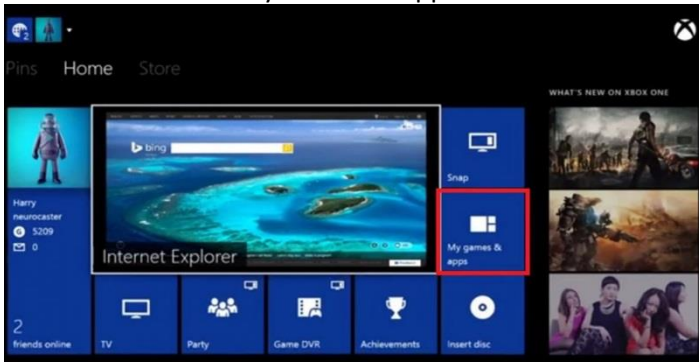 2
Pins Home Store
WHAT'S NEW ON XBOX ONE
bing
Snap
Harry
neurocaster
G 5209
0
My games &
apps
Internet Explorer
2
friends online
TV
Party
Game DVR
Achievements
Insert disc